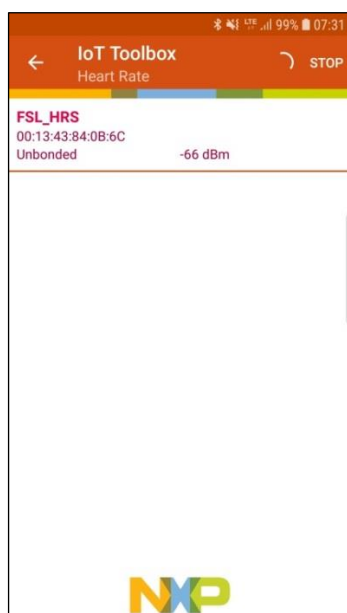 LTE 99% 07:31
IoT Toolbox
STOP
Heart Rate
FSL_HRS
00:13:43:84:0B:6C
Unbonded -66 dBm
NXP